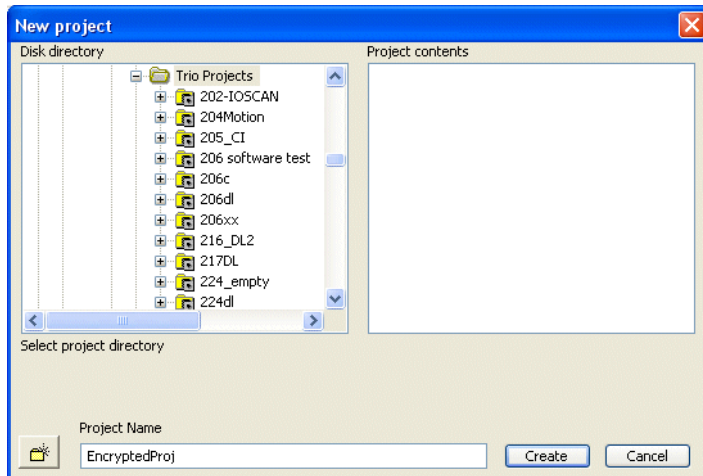 New project
Disk directory
Project contents
Trio Projects
202-IOSCAN
204Motion
205_CI
206 software test
206c
206dl
206xx
216_DL2
217DL
224_empty
224dl
Select project directory
Project Name
EncryptedProj
Create
Cancel